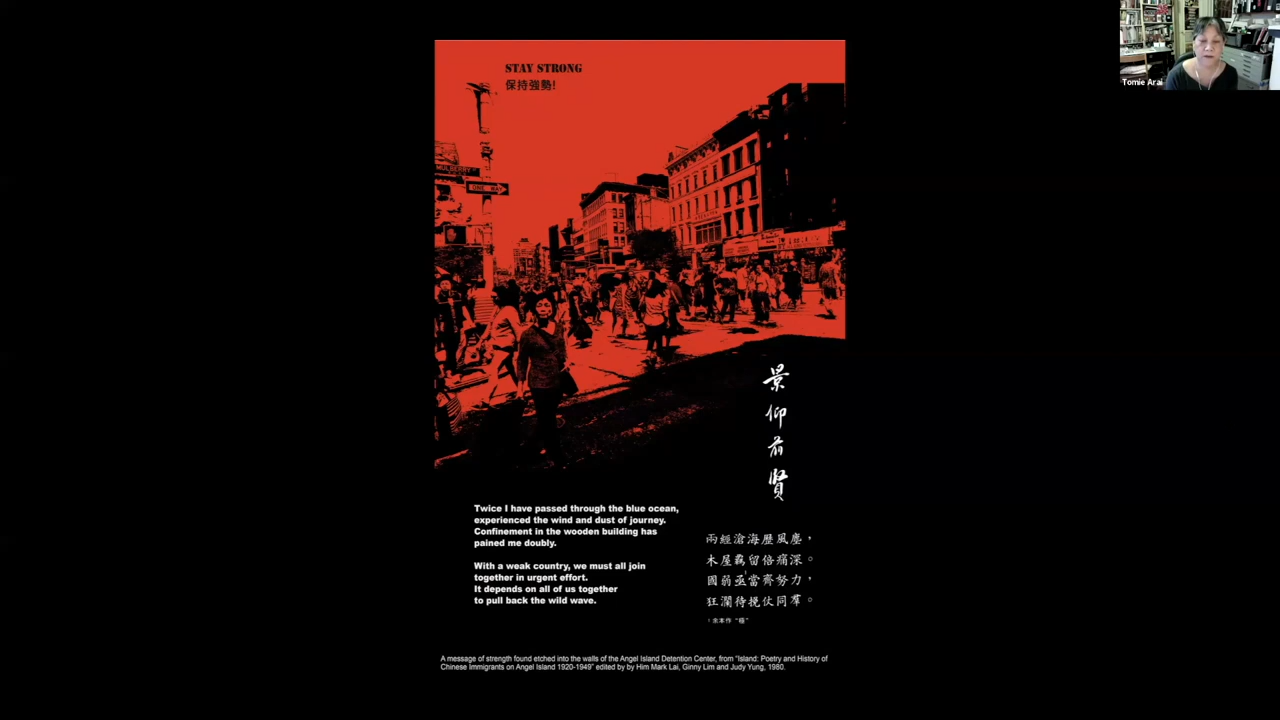 Tomie Arai
STAY STRONG
保持強勢!
MULBERRY
ONE WAY
景仰前賢
Twice I have passed through the blue ocean,
experienced the wind and dust of journey.
Confinement in the wooden building has
pained me doubly.
With a weak country, we must all join
together in urgent effort.
It depends on all of us together
to pull back the wild wave.
兩經滄海歷風塵，
木屋羈留倍痛深。
國弱亟當齊努力，
狂瀾待挽仗同羣。
A message of strength found etched into the walls of the Angel Island Detention Center, from "Island: Poetry and History of
Chinese Immigrants on Angel Island 1920-1949" edited by by Him Mark Lai, Ginny Lim and Judy Yung, 1980.